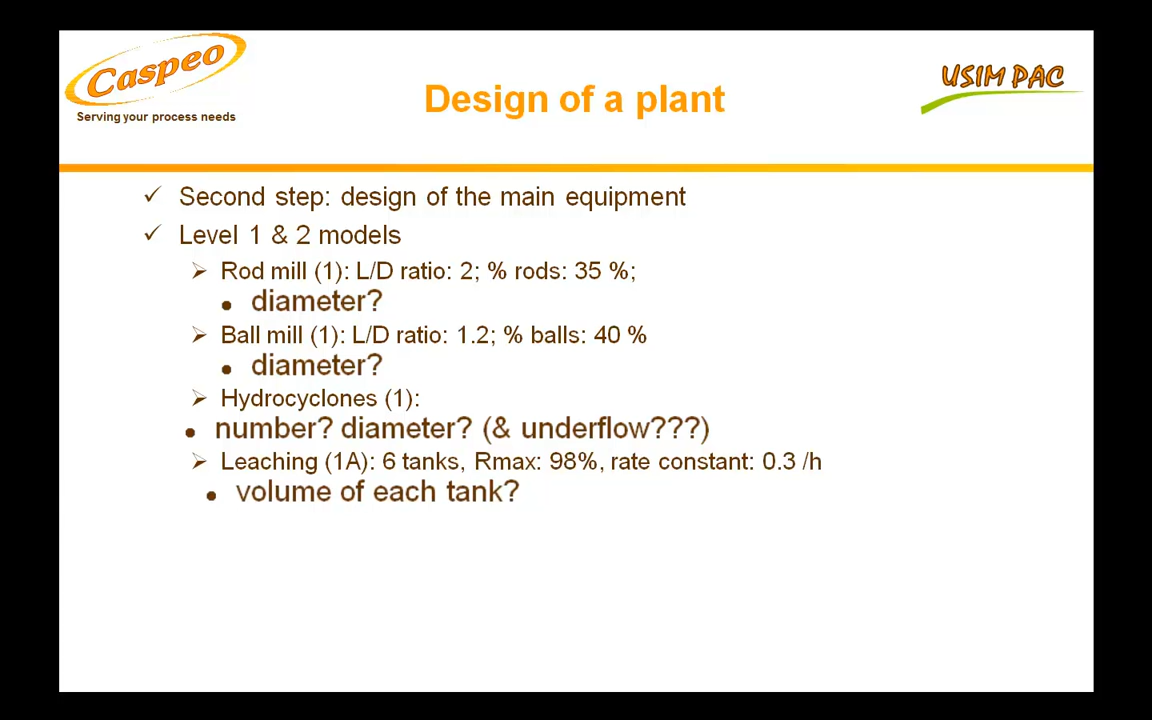 Caspeo
Serving your process needs
USIM PAC
Design of a plant
✓ Second step: design of the main equipment
✓ Level 1 & 2 models
➢ Rod mill (1): L/D ratio: 2; % rods: 35 %;
• diameter?
➢ Ball mill (1): L/D ratio: 1.2; % balls: 40 %
• diameter?
➢ Hydrocyclones (1):
• number? diameter? (& underflow???)
➢ Leaching (1A): 6 tanks, Rmax: 98%, rate constant: 0.3 /h
• volume of each tank?